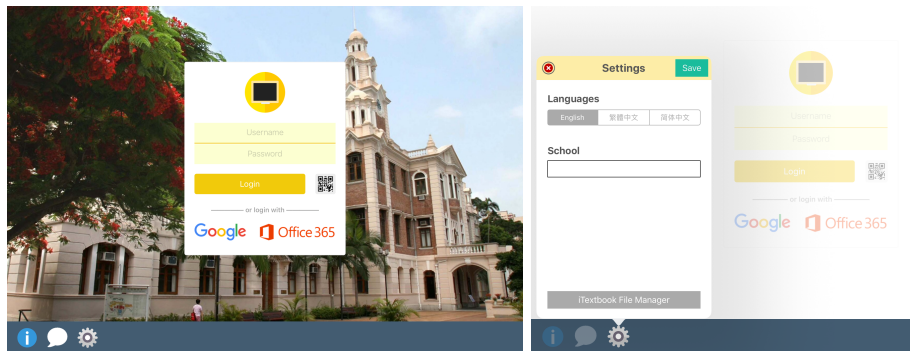 Username
Password
Login
or login with
Google Office 365
Settings Save
Languages
English 繁體中文 简体中文
School
iTextbook File Manager
Username
Password
Login
or login with
Google Office 365